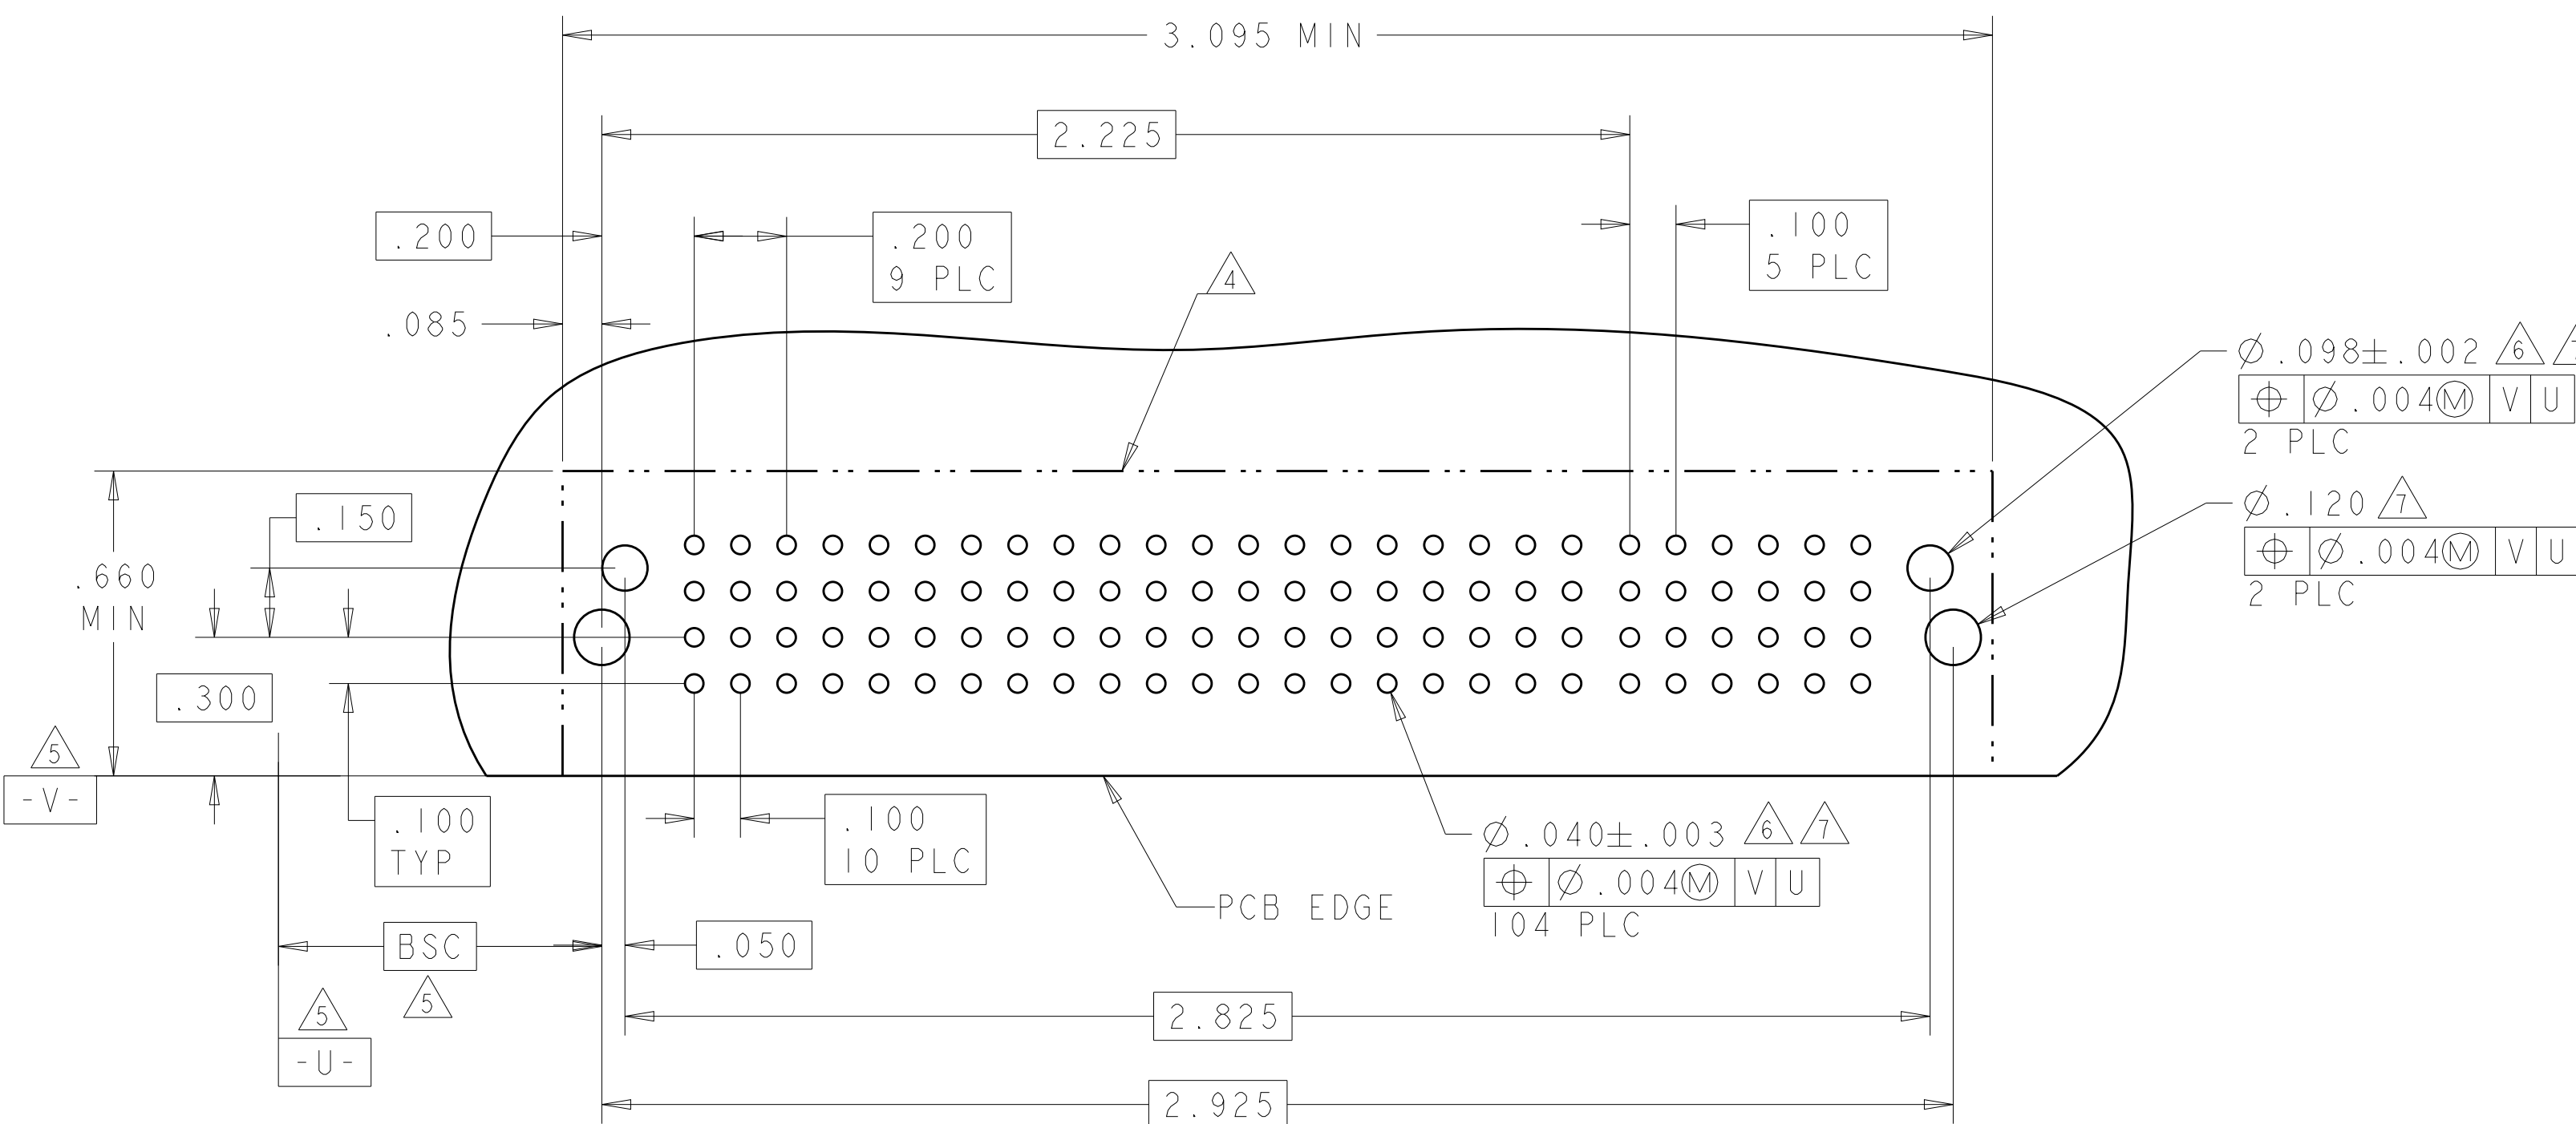 3.095 MIN
2.225
.200
.200
9 PLC
.100
5 PLC
.085
4
⌀.098±.002 6
⌖ ⌀.004Ⓜ V U
2 PLC
⌀.120 7
⌖ ⌀.004Ⓜ V U
2 PLC
.150
.660
MIN
.300
5
-V-
.100
TYP
.100
10 PLC
⌀.040±.003 6 7
⌖ ⌀.004Ⓜ V U
104 PLC
PCB EDGE
BSC
5
.050
5
-U-
2.825
2.925